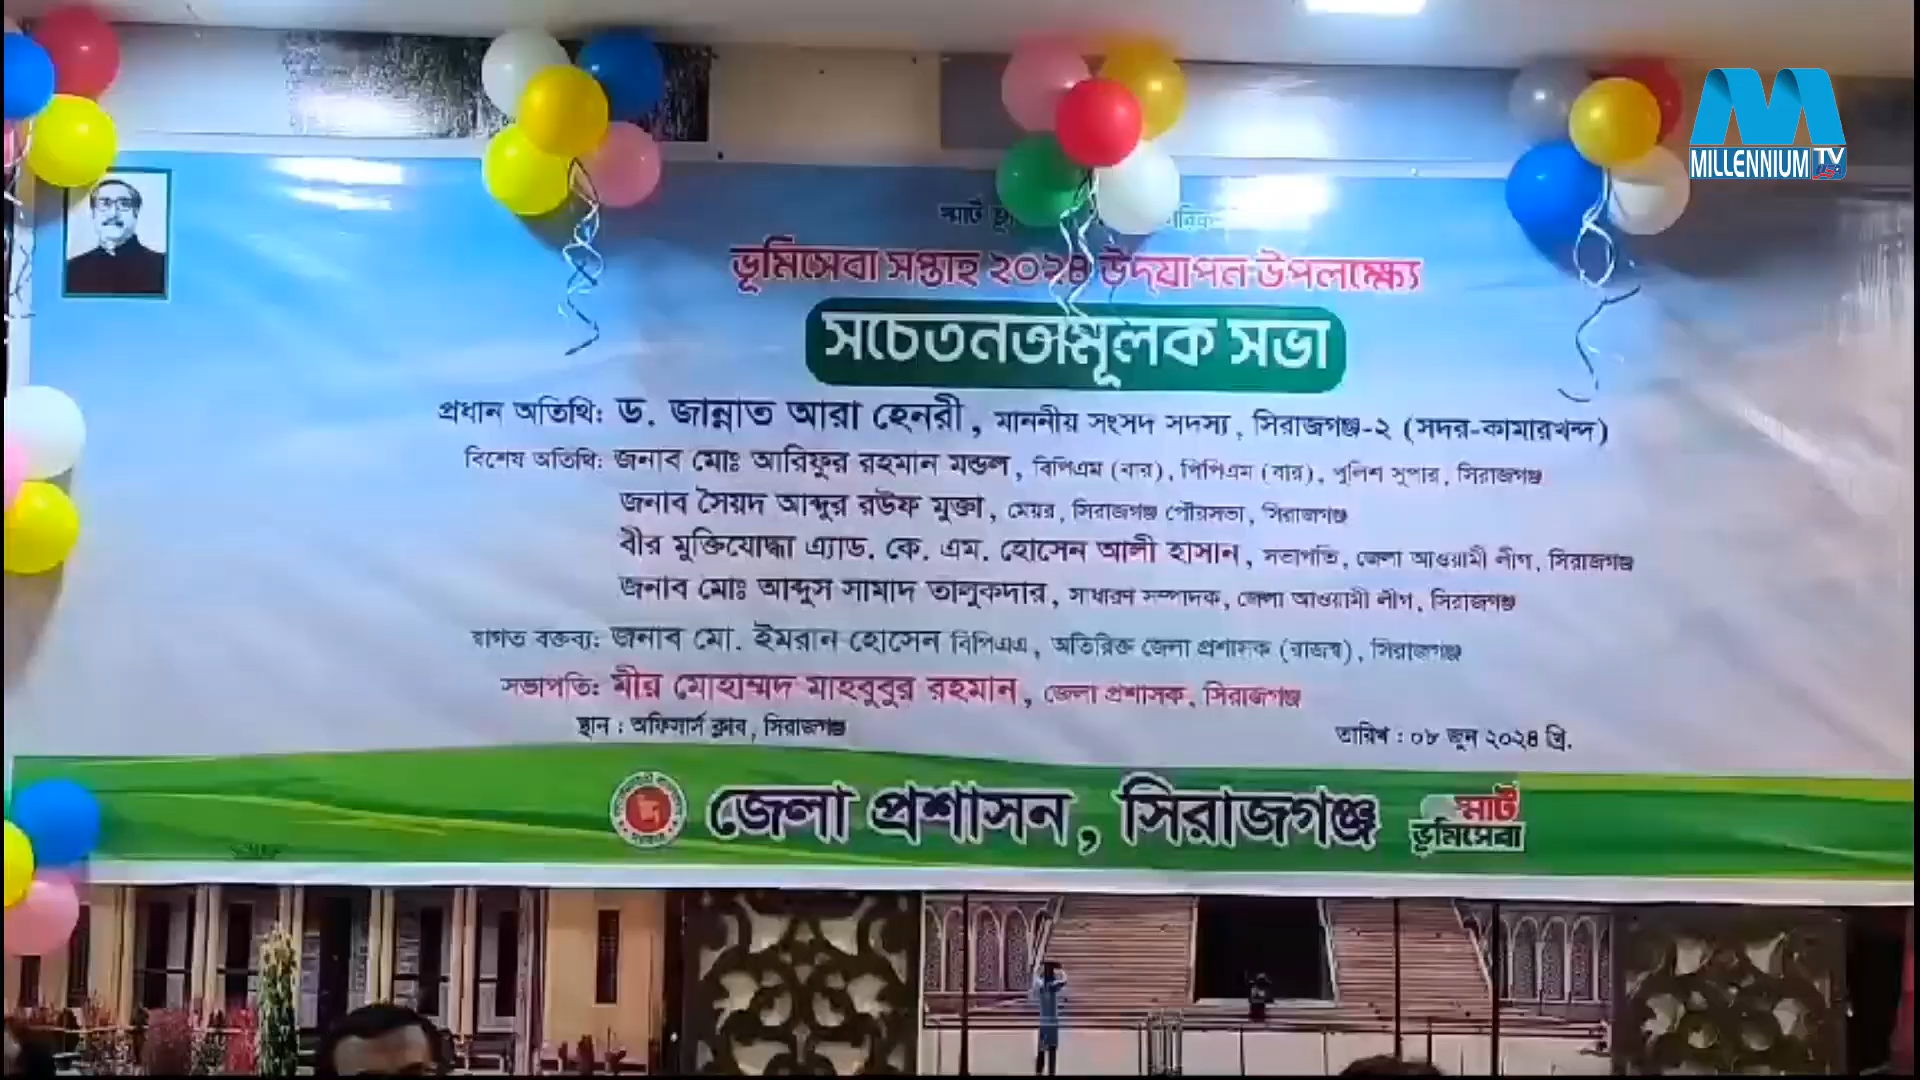 MILLENNIUM TV
স্মার্ট
ভূমিসেবা সপ্তাহ ২০২৪ উদ্‌যাপন উপলক্ষ্যে
সচেতনতামূলক সভা
প্রধান অতিথি: ড. জান্নাত আরা হেনরী, মাননীয় সংসদ সদস্য, সিরাজগঞ্জ-২ (সদর-কামারখন্দ)
বিশেষ অতিথি: জনাব মোঃ আরিফুর রহমান মন্ডল, বিপিএম (বার), পিপিএম (বার), পুলিশ সুপার, সিরাজগঞ্জ
জনাব সৈয়দ আব্দুর রউফ মুক্তা, মেয়র, সিরাজগঞ্জ পৌরসভা, সিরাজগঞ্জ
বীর মুক্তিযোদ্ধা এ্যাড. কে. এম. হোসেন আলী হাসান, সভাপতি, জেলা আওয়ামী লীগ, সিরাজগঞ্জ
জনাব মোঃ আব্দুস সামাদ তালুকদার, সাধারণ সম্পাদক, জেলা আওয়ামী লীগ, সিরাজগঞ্জ
স্বাগত বক্তব্য: জনাব মো. ইমরান হোসেন বিপিএএ, অতিরিক্ত জেলা প্রশাসক (রাজস্ব), সিরাজগঞ্জ
সভাপতি: মীর মোহাম্মদ মাহবুবুর রহমান, জেলা প্রশাসক, সিরাজগঞ্জ
স্থান : অফিসার্স ক্লাব, সিরাজগঞ্জ
তারিখ : ০৮ জুন ২০২৪ খ্রি.
জেলা প্রশাসন, সিরাজগঞ্জ
স্মার্ট
ভূমিসেবা